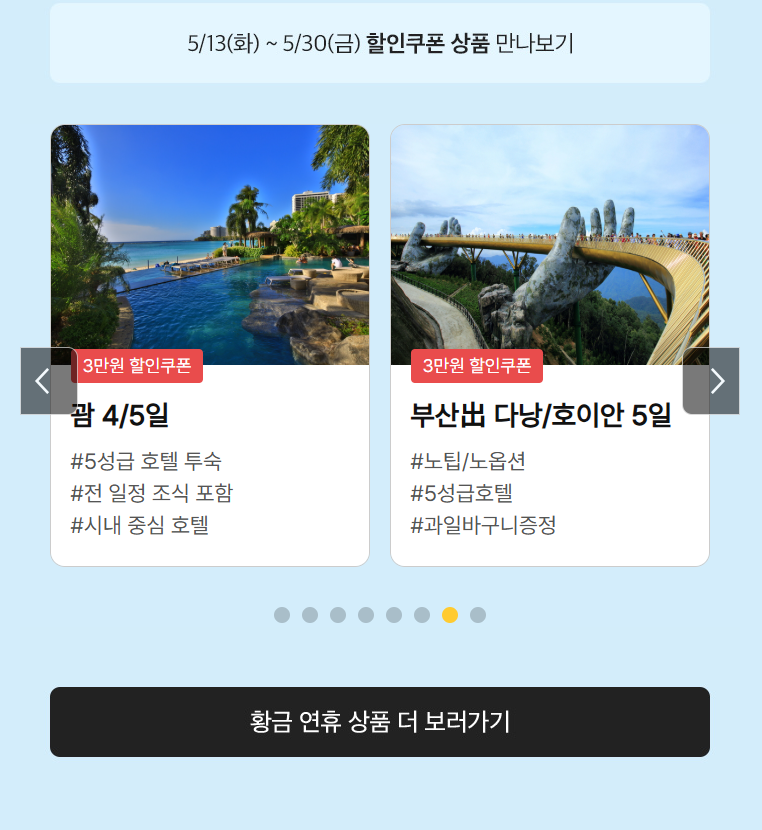 5/13(화) ~ 5/30(금) 할인쿠폰 상품 만나보기
3만원 할인쿠폰
괌 4/5일
#5성급 호텔 투숙
#전 일정 조식 포함
#시내 중심 호텔
3만원 할인쿠폰
부산出 다낭/호이안 5일
#노팁/노옵션
#5성급호텔
#과일바구니증정
황금 연휴 상품 더 보러가기